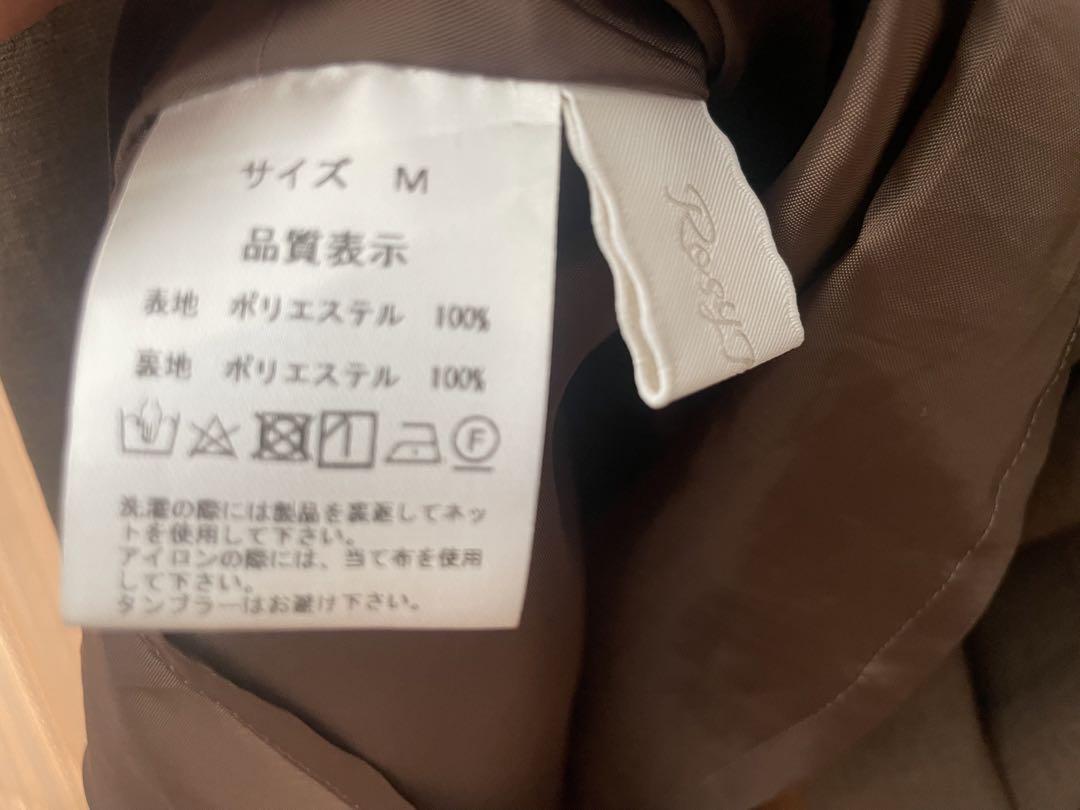 サイズ M
品質表示
表地 ポリエステル 100%
裏地 ポリエステル 100%
F
洗濯の際には製品を裏返してネッ
トを使用して下さい。
アイロンの際には、当て布を使用
して下さい。
タンブラーはお避け下さい。
Rosy